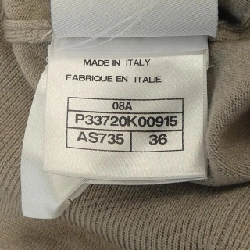 MADE IN ITALY
FABRIQUE EN ITALIE
08A
P33720K00915
AS735 36